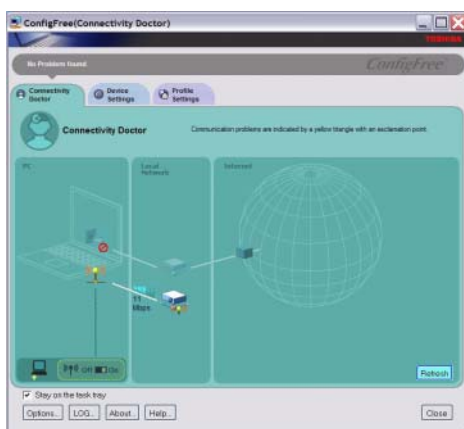 ConfigFree(Connectivity Doctor)
TOSHIBA
No Problem found.
ConfigFree
Connectivity Doctor
Device Settings
Profile Settings
Connectivity Doctor
Communication problems are indicated by a yellow triangle with an exclamation point.
PC
Local Network
Internet
11
Mbps
Off On
Refresh
Stay on the task tray
Options...
LOG...
About...
Help...
Close